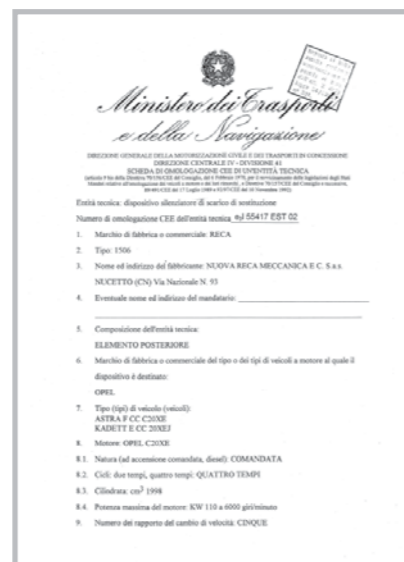 Ministero dei Trasporti
e della Navigazione
DIREZIONE GENERALE DELLA MOTORIZZAZIONE CIVILE E DEI TRASPORTI IN CONCESSIONE
DIREZIONE CENTRALE IV - DIVISIONE 41
SCHEDA DI OMOLOGAZIONE CEE DI UN'ENTITÀ TECNICA
Entità tecnica: dispositivo silenziatore di scarico di sostituzione
Numero di omologazione CEE dell'entità tecnica 55417 EST 02
1. Marchio di fabbrica o commerciale: RECA
2. Tipo: 1506
3. Nome ed indirizzo del fabbricante: NUOVA RECA MECCANICA E C. S.a.s.
NUCETTO (CN) Via Nazionale N. 93
4. Eventuale nome ed indirizzo del mandatario:
5. Composizione dell'entità tecnica:
ELEMENTO POSTERIORE
6. Marchio di fabbrica o commerciale del tipo o dei tipi di veicoli a motore al quale il
dispositivo è destinato:
OPEL
7. Tipo (tipi) di veicolo (veicoli):
ASTRA F CC C20XE
KADETT E CC 20XEJ
8. Motore: OPEL C20XE
8.1. Natura (ad accensione comandata, diesel): COMANDATA
8.2. Cicli: due tempi, quattro tempi: QUATTRO TEMPI
8.3. Cilindrata: cm3 1998
8.4. Potenza massima del motore: KW 110 a 6000 giri/minuto
9. Numero dei rapporto del cambio di velocità: CINQUE